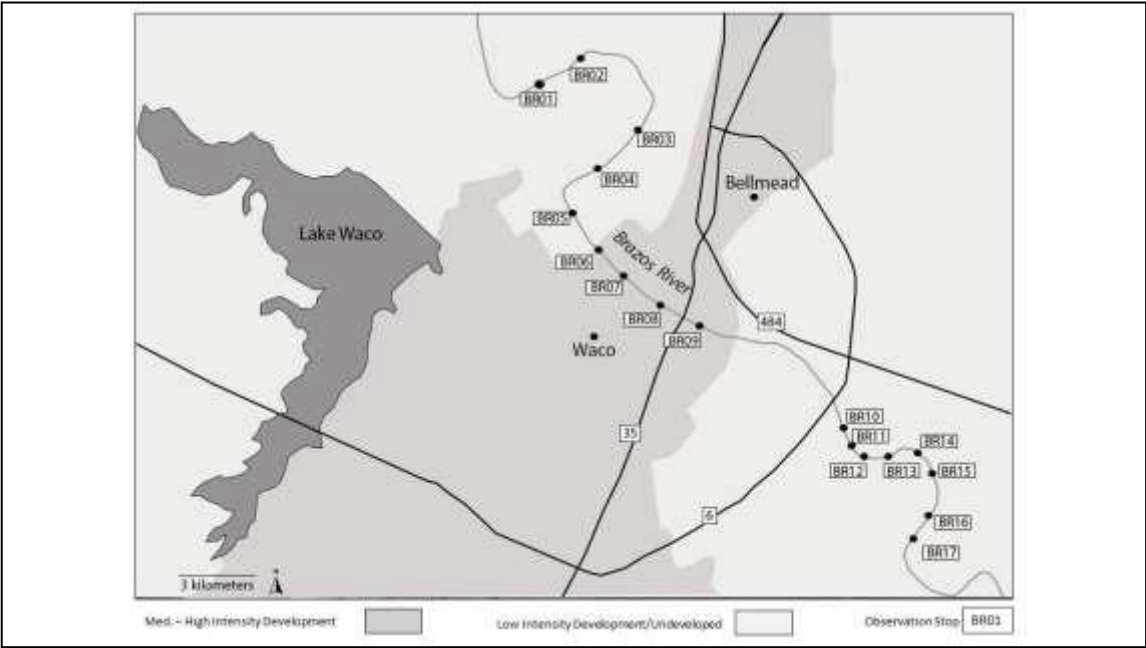 BR02
BR01
BR03
BR04
Bellmead
BR05
Lake Waco
Brazos River
BR06
BR07
BR08
484
BR09
Waco
BR10
35
BR11
BR14
BR12
BR13
BR15
6
BR16
BR17
3 kilometers
N
Med. – High Intensity Development
Low Intensity Development/Undeveloped
Observation Stop
BR01